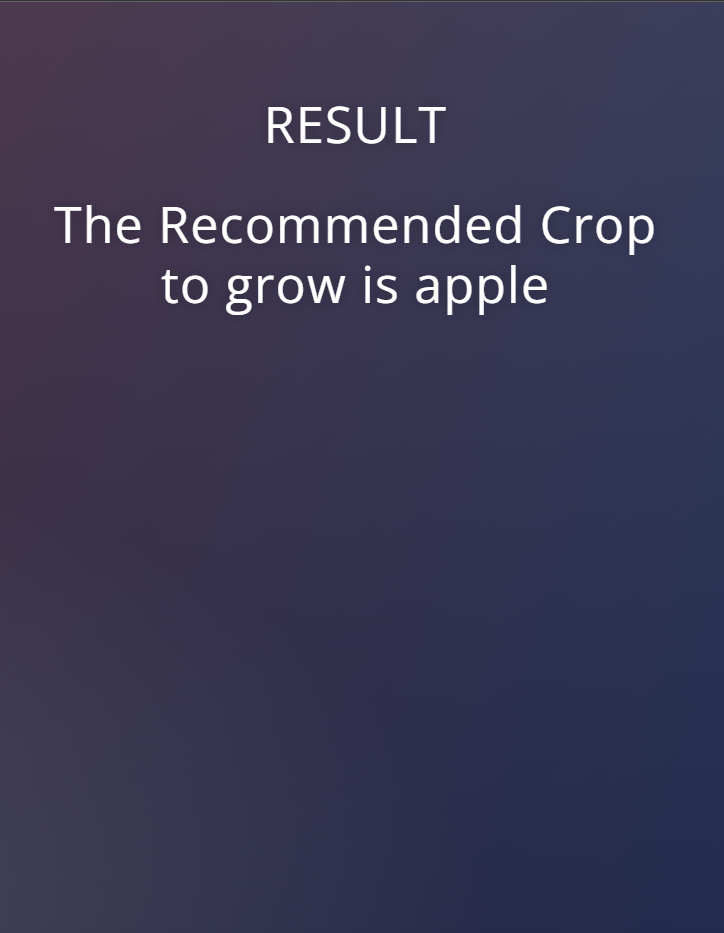 RESULT
The Recommended Crop
to grow is apple